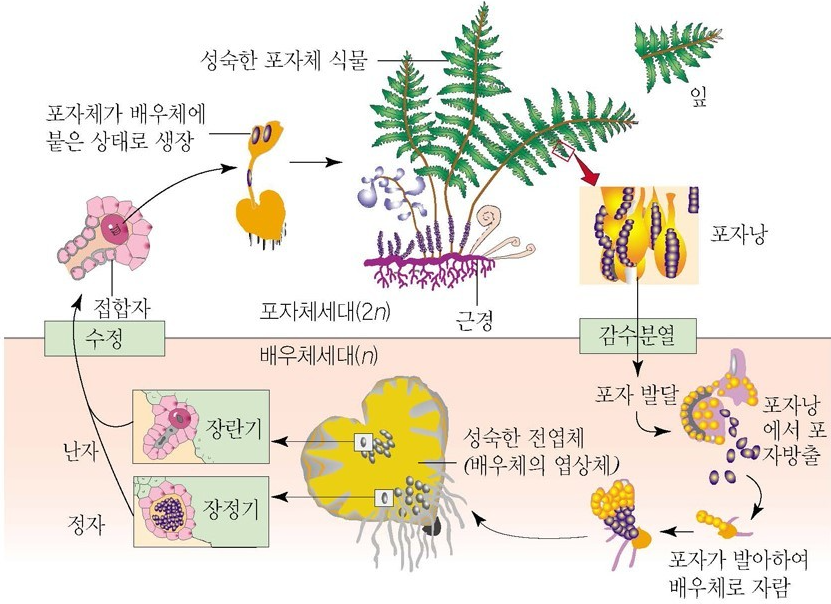 성숙한 포자체 식물
잎
포자체가 배우체에
붙은 상태로 생장
포자낭
접합자
포자체세대(2n)
근경
수정
감수분열
배우체세대(n)
포자 발달
포자낭
에서 포
자방출
장란기
성숙한 전엽체
(배우체의 엽상체)
난자
장정기
정자
포자가 발아하여
배우체로 자람